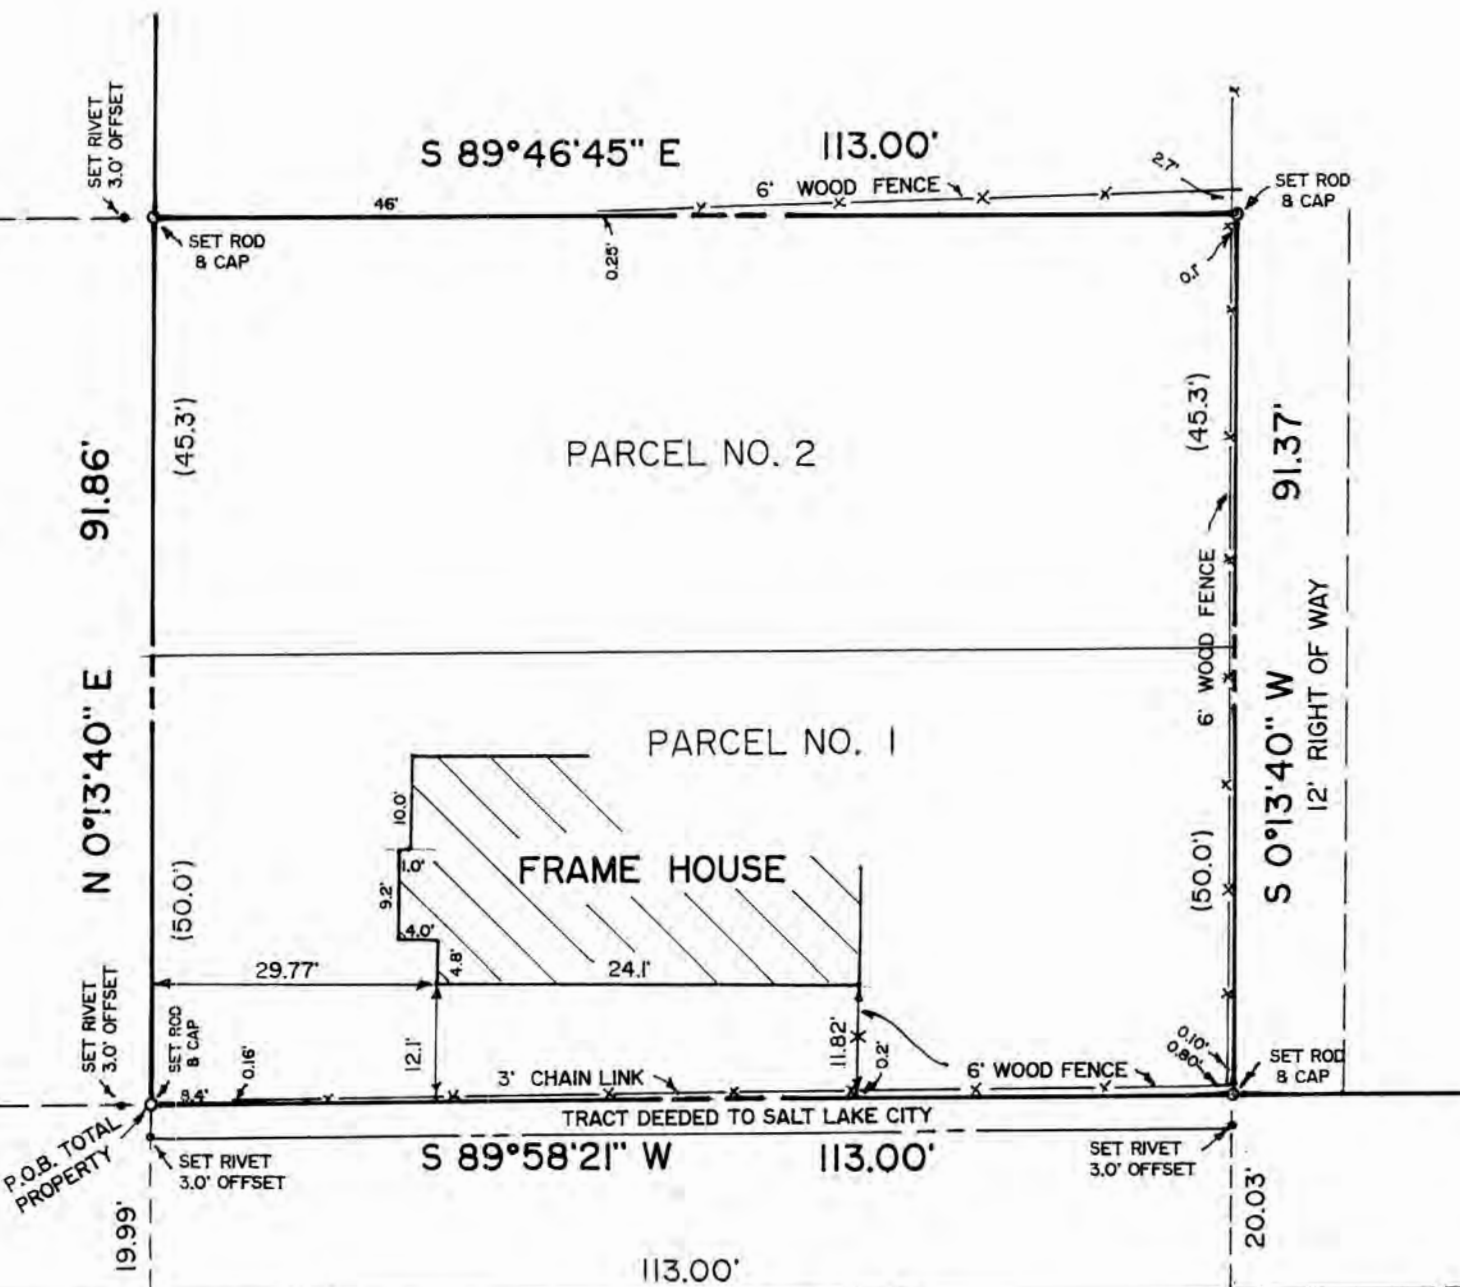 SET RIVET
3.0' OFFSET
S 89°46'45" E
113.00'
46'
6' WOOD FENCE
2.7'
SET ROD
& CAP
SET ROD
& CAP
0.25'
0.1'
91.86'
(45.3')
PARCEL NO. 2
(45.3')
91.37'
6' WOOD FENCE
12' RIGHT OF WAY
N 0°13'40" E
PARCEL NO. 1
S 0°13'40" W
10.0'
1.0'
FRAME HOUSE
9.2'
4.0'
4.8'
(50.0')
(50.0')
29.77'
24.1'
SET RIVET
3.0' OFFSET
SET ROD
& CAP
0.16'
8.4'
12.1'
3' CHAIN LINK
11.82'
0.2'
6' WOOD FENCE
0.10'
0.80'
SET ROD
& CAP
TRACT DEEDED TO SALT LAKE CITY
P.O.B. TOTAL
PROPERTY
SET RIVET
3.0' OFFSET
S 89°58'21" W
113.00'
SET RIVET
3.0' OFFSET
19.99'
20.03'
113.00'